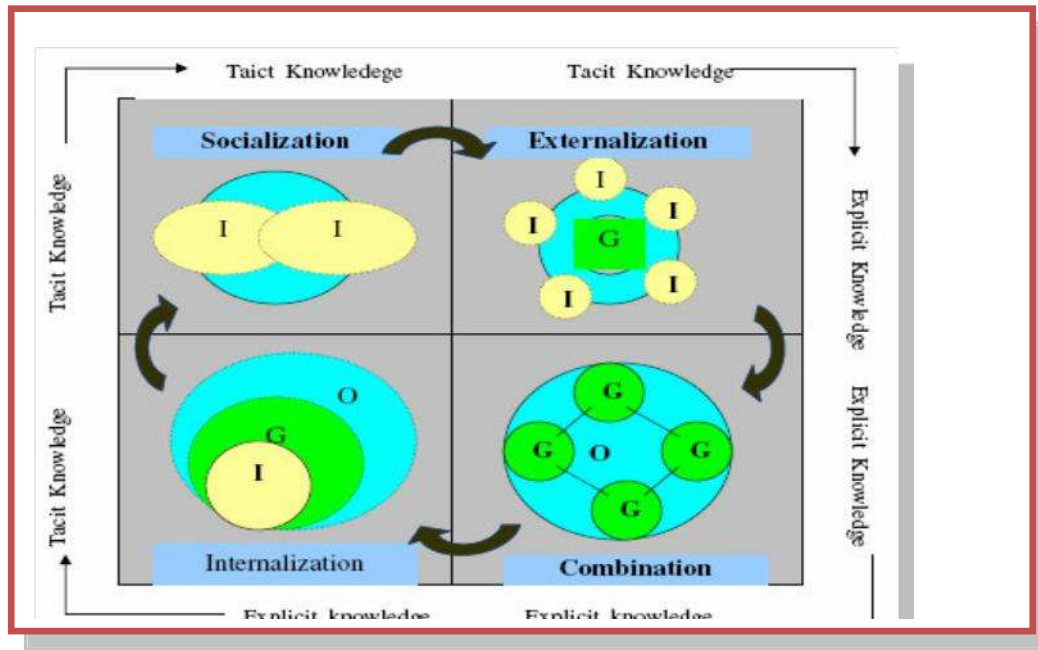 Taict Knowledege
Tacit Knowledge
Socialization
Externalization
I
I
I
I
I
I
I
G
Tacit Knowledge
Explicit Knowledge
O
G
I
G
G
O
G
G
Tacit Knowledge
Explicit Knowledge
Internalization
Combination
Explicit knowledge
Explicit knowledge